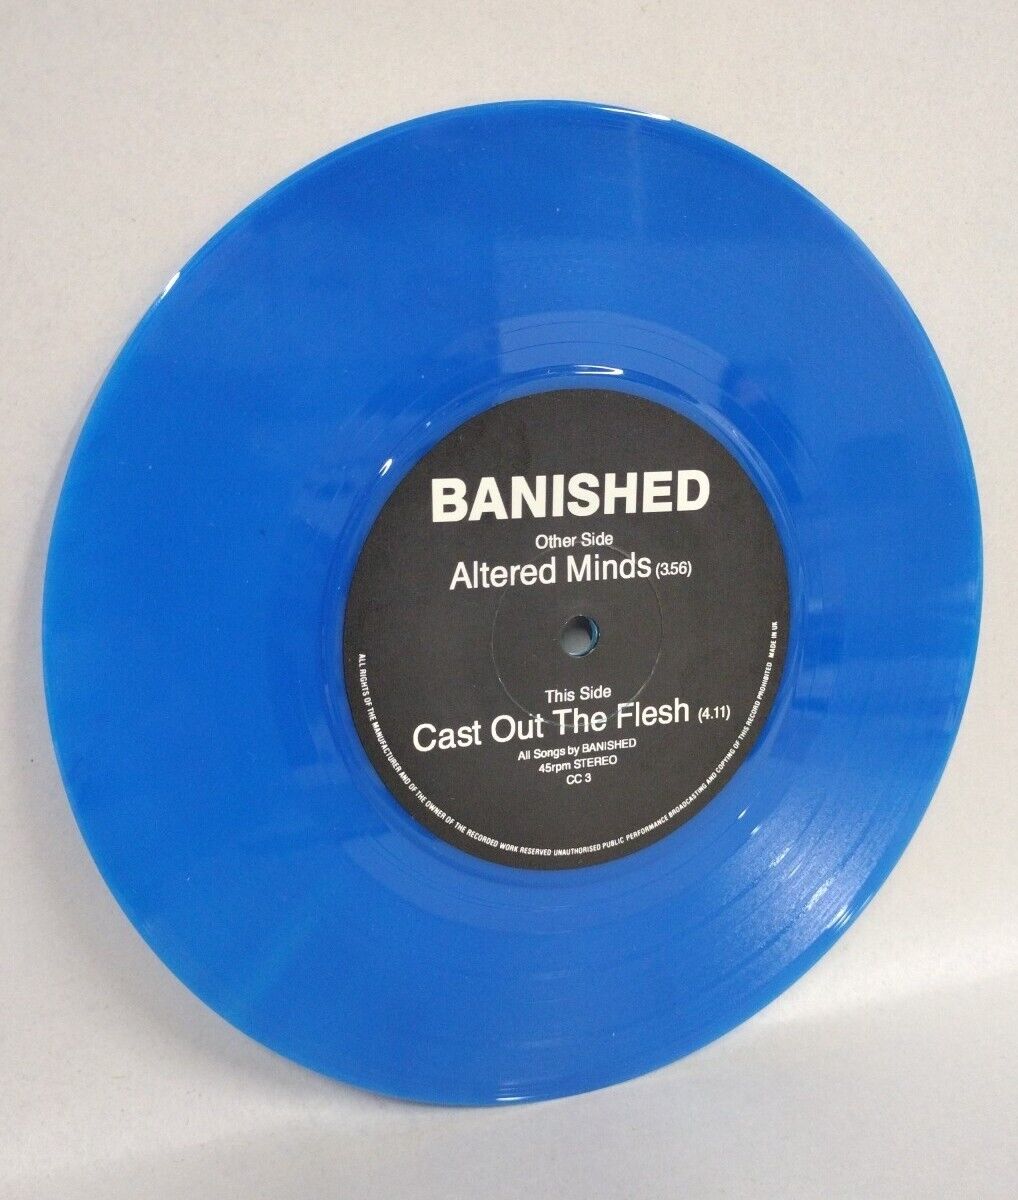 BANISHED
Other Side
Altered Minds (3.56)
This Side
Cast Out The Flesh (4.11)
All Songs by BANISHED
45rpm STEREO
CC 3
ALL RIGHTS OF THE MANUFACTURER AND OF THE OWNER OF THE RECORDED WORK RESERVED UNAUTHORISED PUBLIC PERFORMANCE BROADCASTING AND COPYING OF THIS RECORD PROHIBITED MADE IN UK